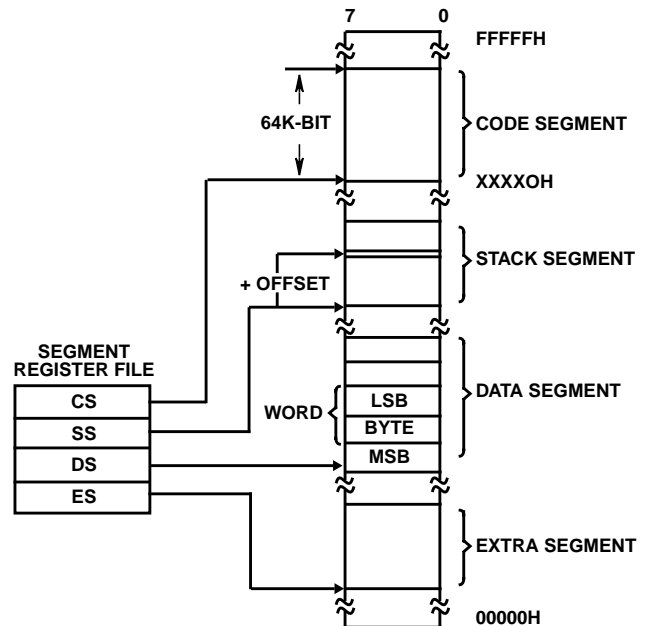 7 0
FFFFFH
64K-BIT
CODE SEGMENT
XXXXOH
STACK SEGMENT
+ OFFSET
SEGMENT
REGISTER FILE
CS
SS
DS
ES
WORD
LSB
BYTE
MSB
DATA SEGMENT
EXTRA SEGMENT
00000H